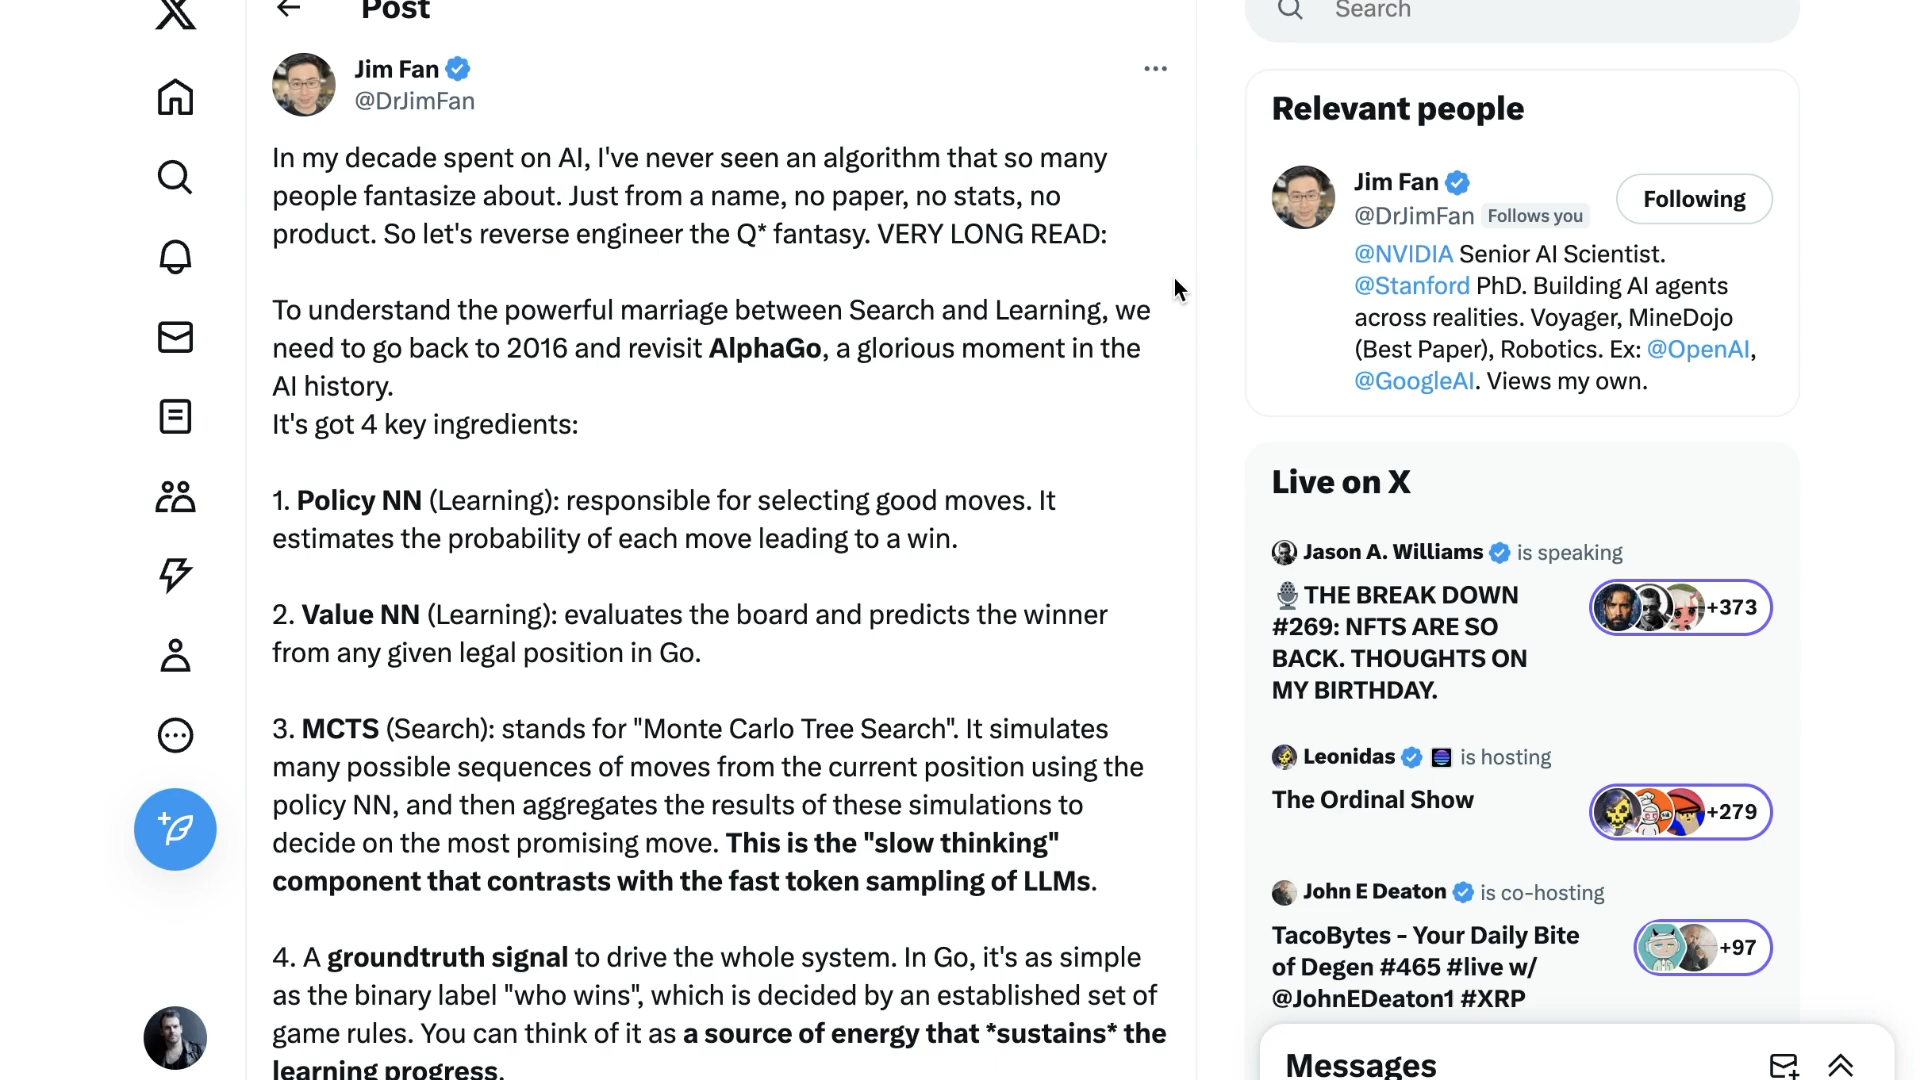 Post
Jim Fan
@DrJimFan
In my decade spent on AI, I've never seen an algorithm that so many
people fantasize about. Just from a name, no paper, no stats, no
product. So let's reverse engineer the Q* fantasy. VERY LONG READ:
To understand the powerful marriage between Search and Learning, we
need to go back to 2016 and revisit AlphaGo, a glorious moment in the
AI history.
It's got 4 key ingredients:
1. Policy NN (Learning): responsible for selecting good moves. It
estimates the probability of each move leading to a win.
2. Value NN (Learning): evaluates the board and predicts the winner
from any given legal position in Go.
3. MCTS (Search): stands for "Monte Carlo Tree Search". It simulates
many possible sequences of moves from the current position using the
policy NN, and then aggregates the results of these simulations to
decide on the most promising move. This is the "slow thinking"
component that contrasts with the fast token sampling of LLMs.
4. A groundtruth signal to drive the whole system. In Go, it's as simple
as the binary label "who wins", which is decided by an established set of
game rules. You can think of it as a source of energy that *sustains* the
learning progress.
Search
Relevant people
Jim Fan
@DrJimFan Follows you
Following
@NVIDIA Senior AI Scientist.
@Stanford PhD. Building AI agents
across realities. Voyager, MineDojo
(Best Paper), Robotics. Ex: @OpenAI,
@GoogleAI. Views my own.
Live on X
Jason A. Williams is speaking
THE BREAK DOWN
#269: NFTS ARE SO
BACK. THOUGHTS ON
MY BIRTHDAY.
+373
Leonidas is hosting
The Ordinal Show
+279
John E Deaton is co-hosting
TacoBytes - Your Daily Bite
of Degen #465 #live w/
@JohnEDeaton1 #XRP
+97
Messages